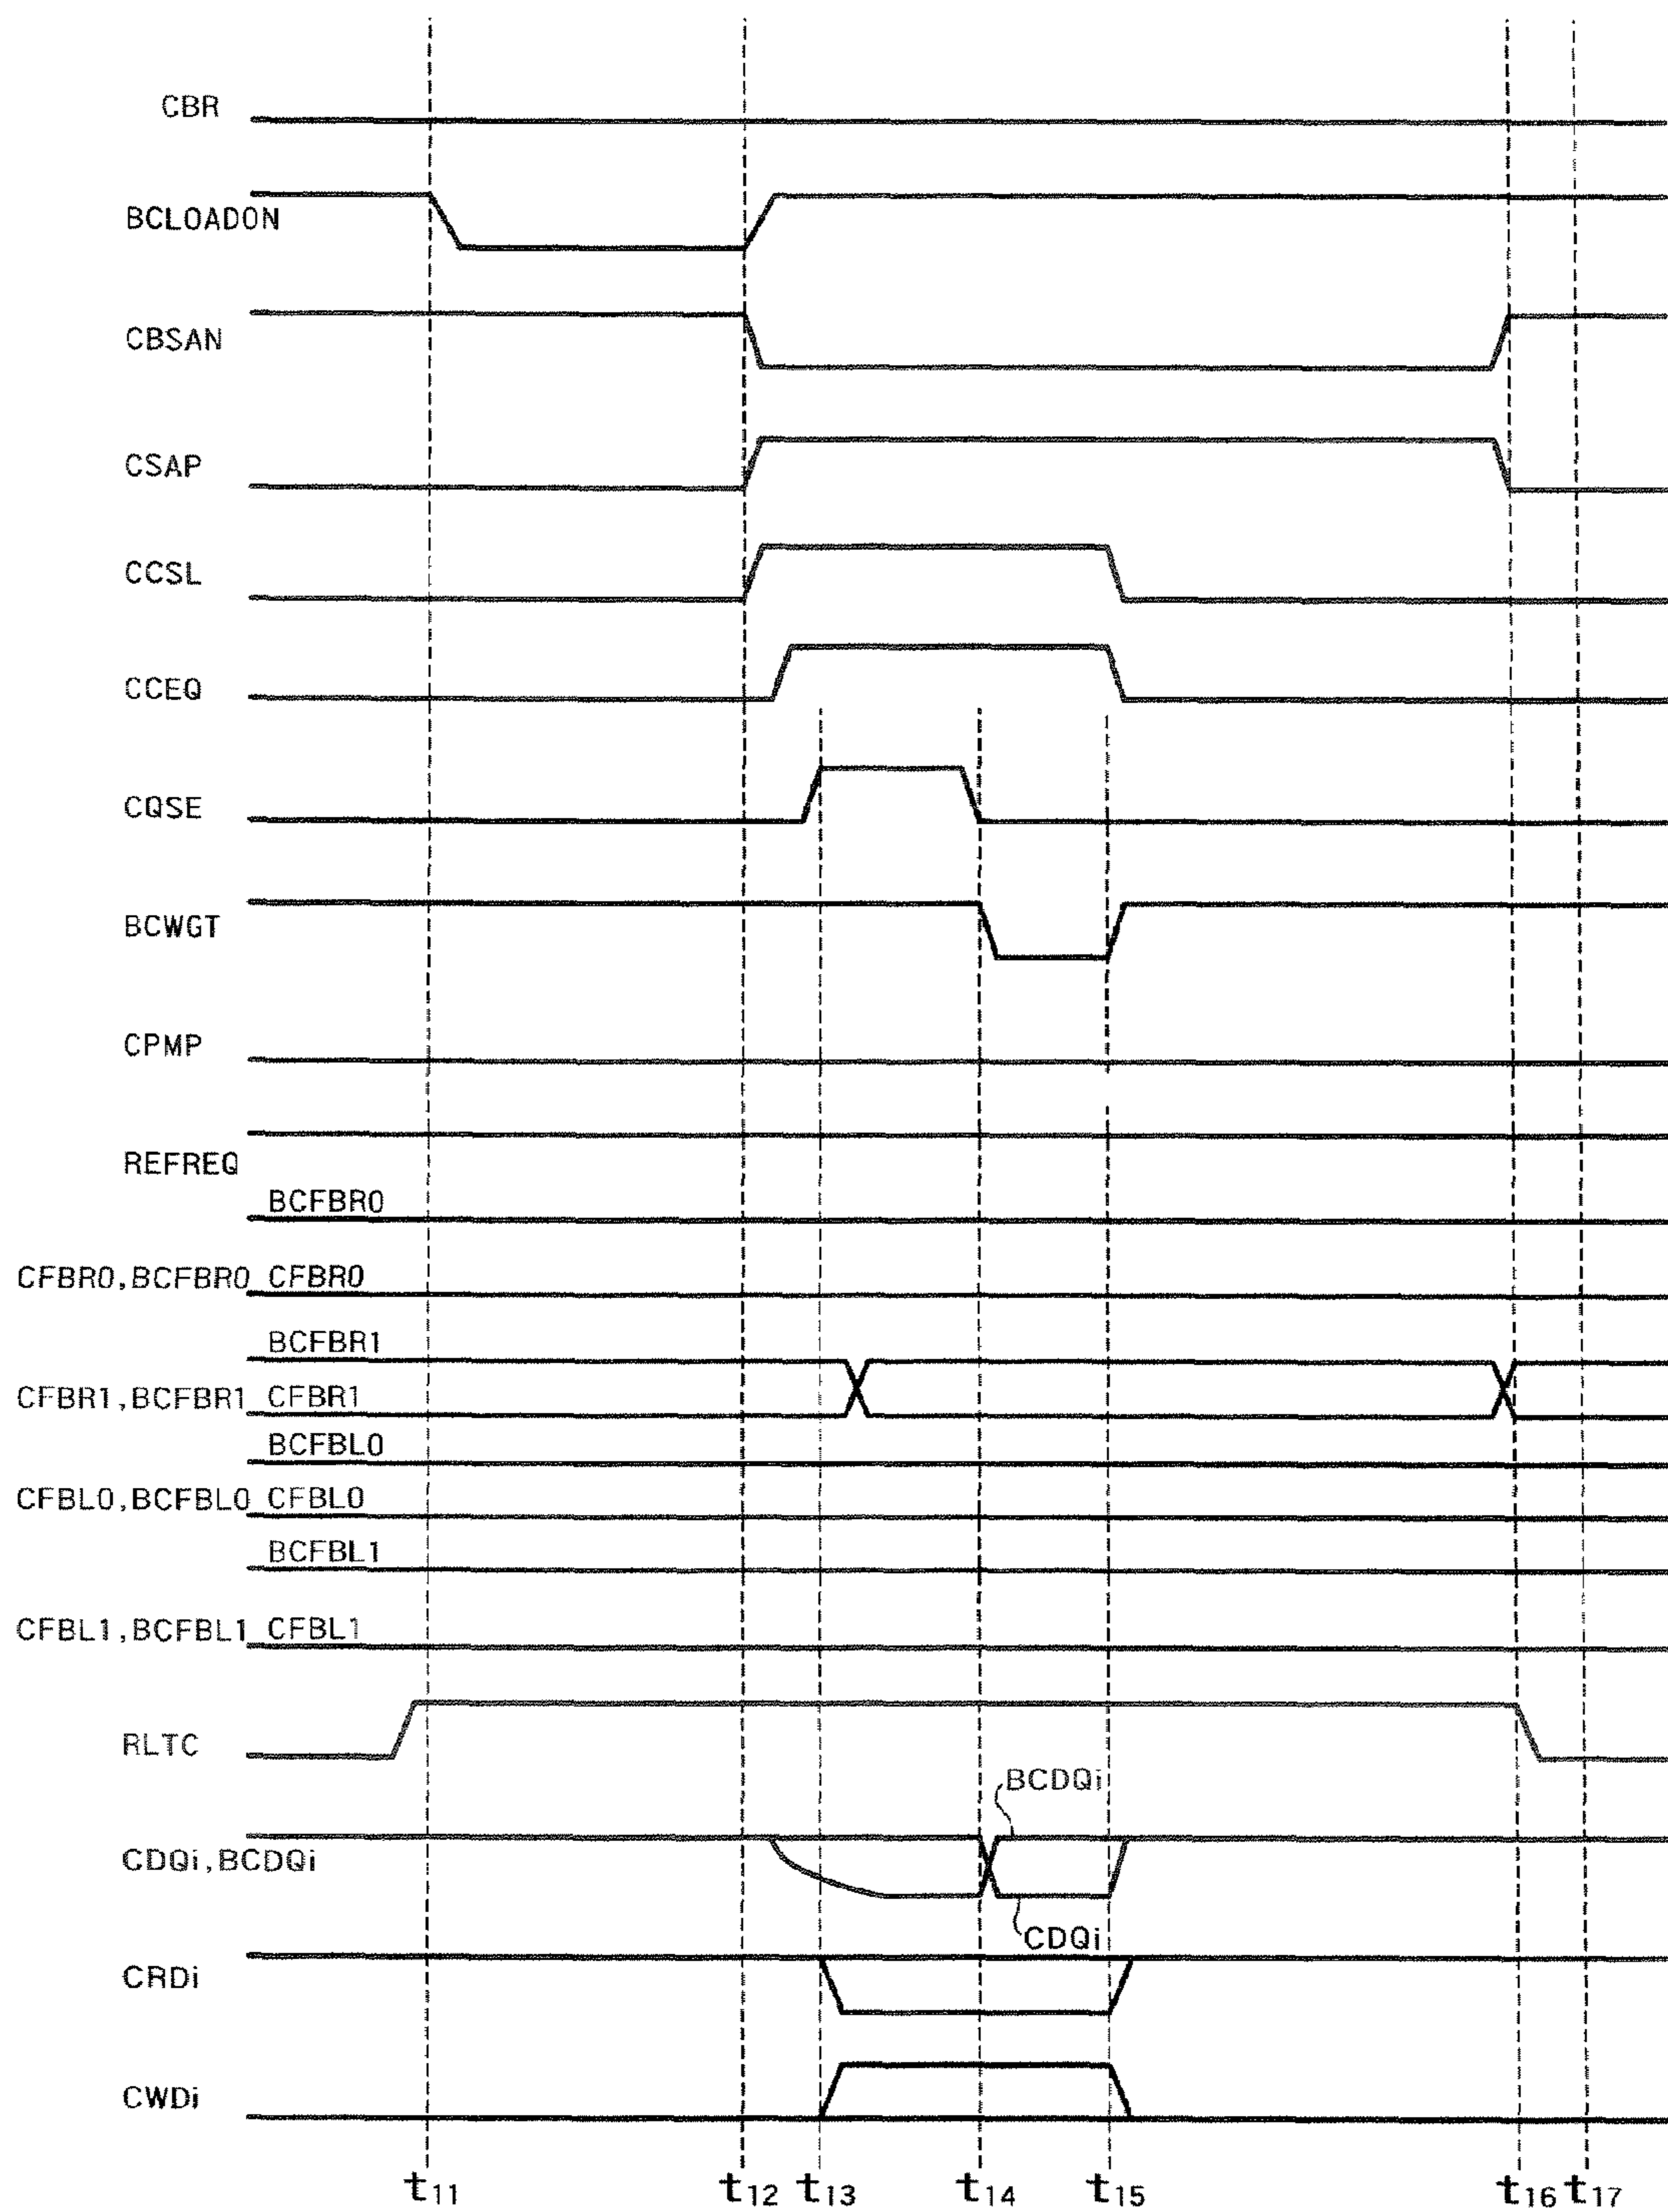 CBR
BCLOADON
CBSAN
CSAP
CCSL
CCEQ
CQSE
BCWGT
CPMP
REFREQ
BCFBR0
CFBR0,BCFBR0 CFBR0
BCFBR1
CFBR1,BCFBR1 CFBR1
BCFBL0
CFBL0,BCFBL0 CFBL0
BCFBL1
CFBL1,BCFBL1 CFBL1
RLTC
BCDQi
CDQi,BCDQi
CDQi
CRDi
CWDi
t11 t12 t13 t14 t15 t16 t17